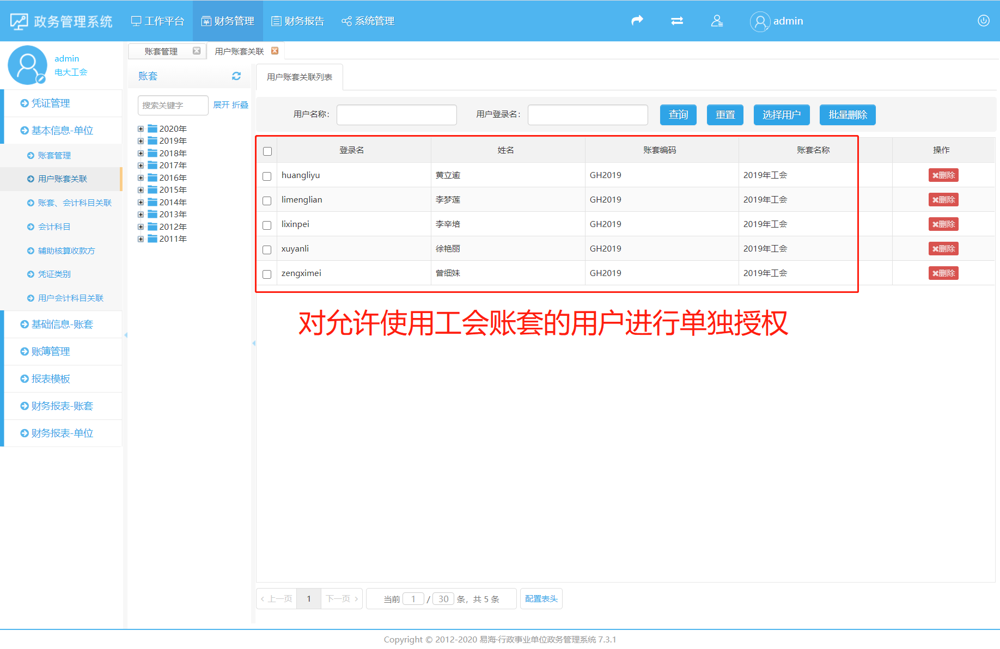 政务管理系统 工作平台 财务管理 财务报告 系统管理 admin
admin
电大工会
凭证管理
基本信息-单位
账套管理
用户账套关联
账套、会计科目关联
会计科目
辅助核算收款方
凭证类别
用户会计科目关联
基础信息-账套
账簿管理
报表模板
财务报表-账套
财务报表-单位
账套管理 用户账套关联
账套
搜索关键字 展开 折叠
2020年
2019年
2018年
2017年
2016年
2015年
2014年
2013年
2012年
2011年
用户账套关联列表
用户名称： 用户登录名： 查询 重置 选择用户 批量删除
登录名 姓名 账套编码 账套名称 操作
huangliyu 黄立逾 GH2019 2019年工会 删除
limenglian 李梦莲 GH2019 2019年工会 删除
lixinpei 李辛培 GH2019 2019年工会 删除
xuyanli 徐艳丽 GH2019 2019年工会 删除
zengximei 曾细妹 GH2019 2019年工会 删除
对允许使用工会账套的用户进行单独授权
上一页 1 下一页 当前 1 / 30 条，共 5 条 配置表头
Copyright © 2012-2020 易海·行政事业单位政务管理系统 7.3.1